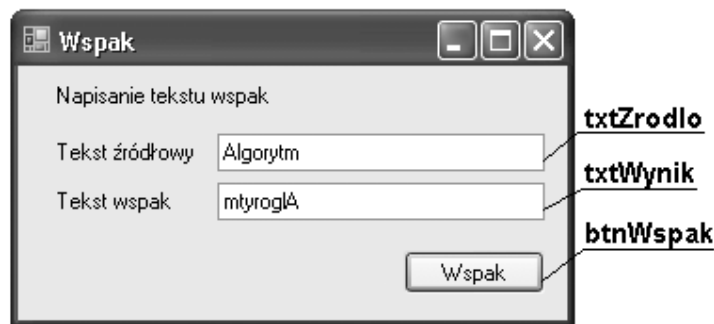 Wspak
Napisanie tekstu wspak
txtZrodlo
Tekst źródłowy Algorytm
txtWynik
Tekst wspak mtyroglA
btnWspak
Wspak